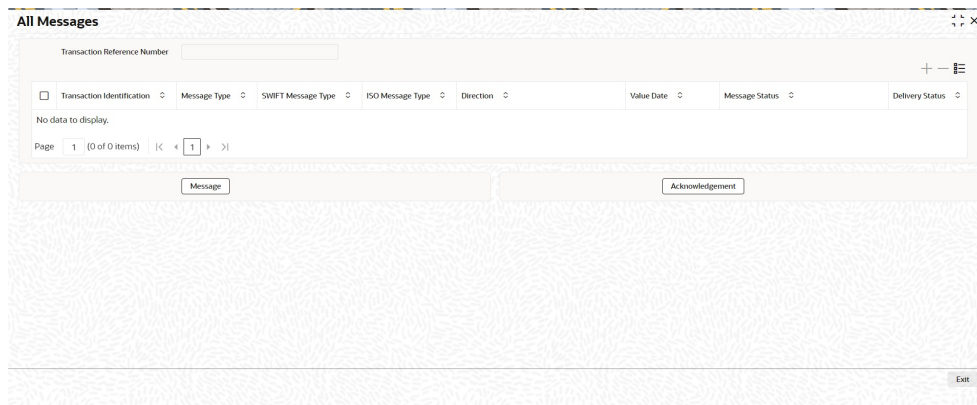 All Messages
Transaction Reference Number
Transaction Identification Message Type SWIFT Message Type ISO Message Type Direction Value Date Message Status Delivery Status
No data to display.
Page 1 (0 of 0 items) 1
Message Acknowledgement
Exit